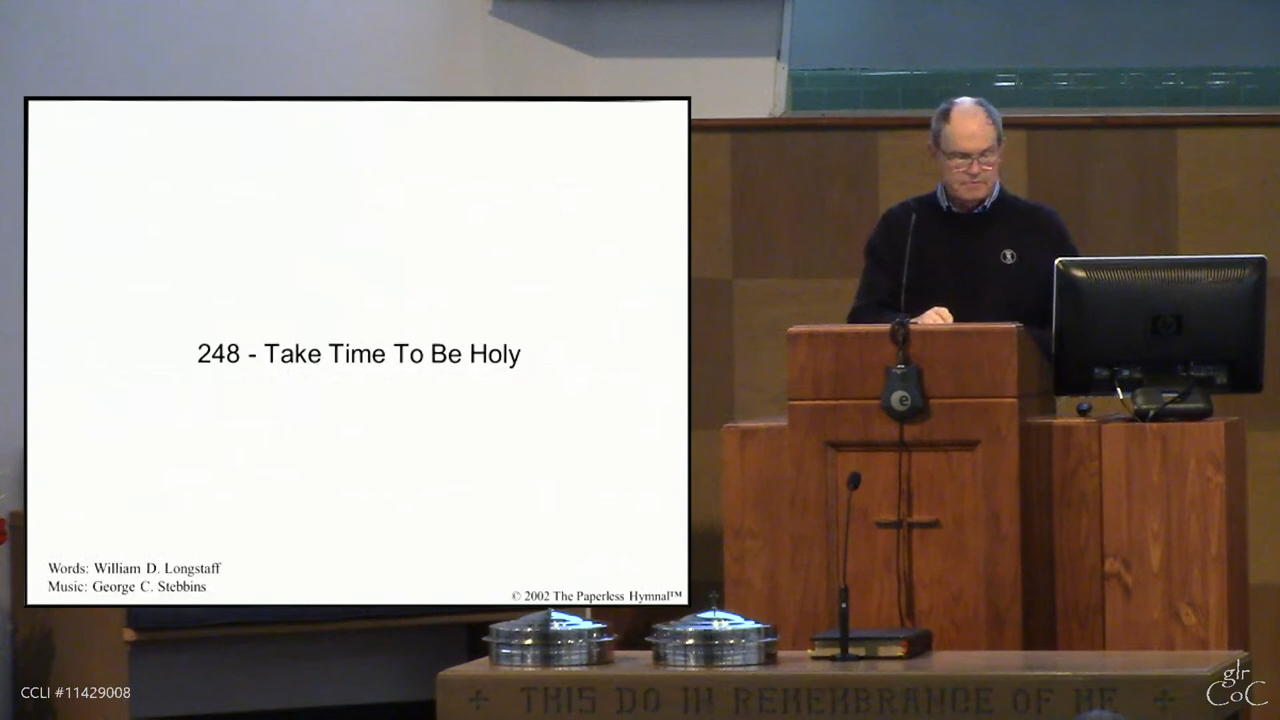 248 - Take Time To Be Holy
Words: William D. Longstaff
Music: George C. Stebbins
© 2002 The Paperless Hymnal™
e
hp
THIS DO IN REMEMBRANCE OF ME
CCLI #11429008
glr
CoC